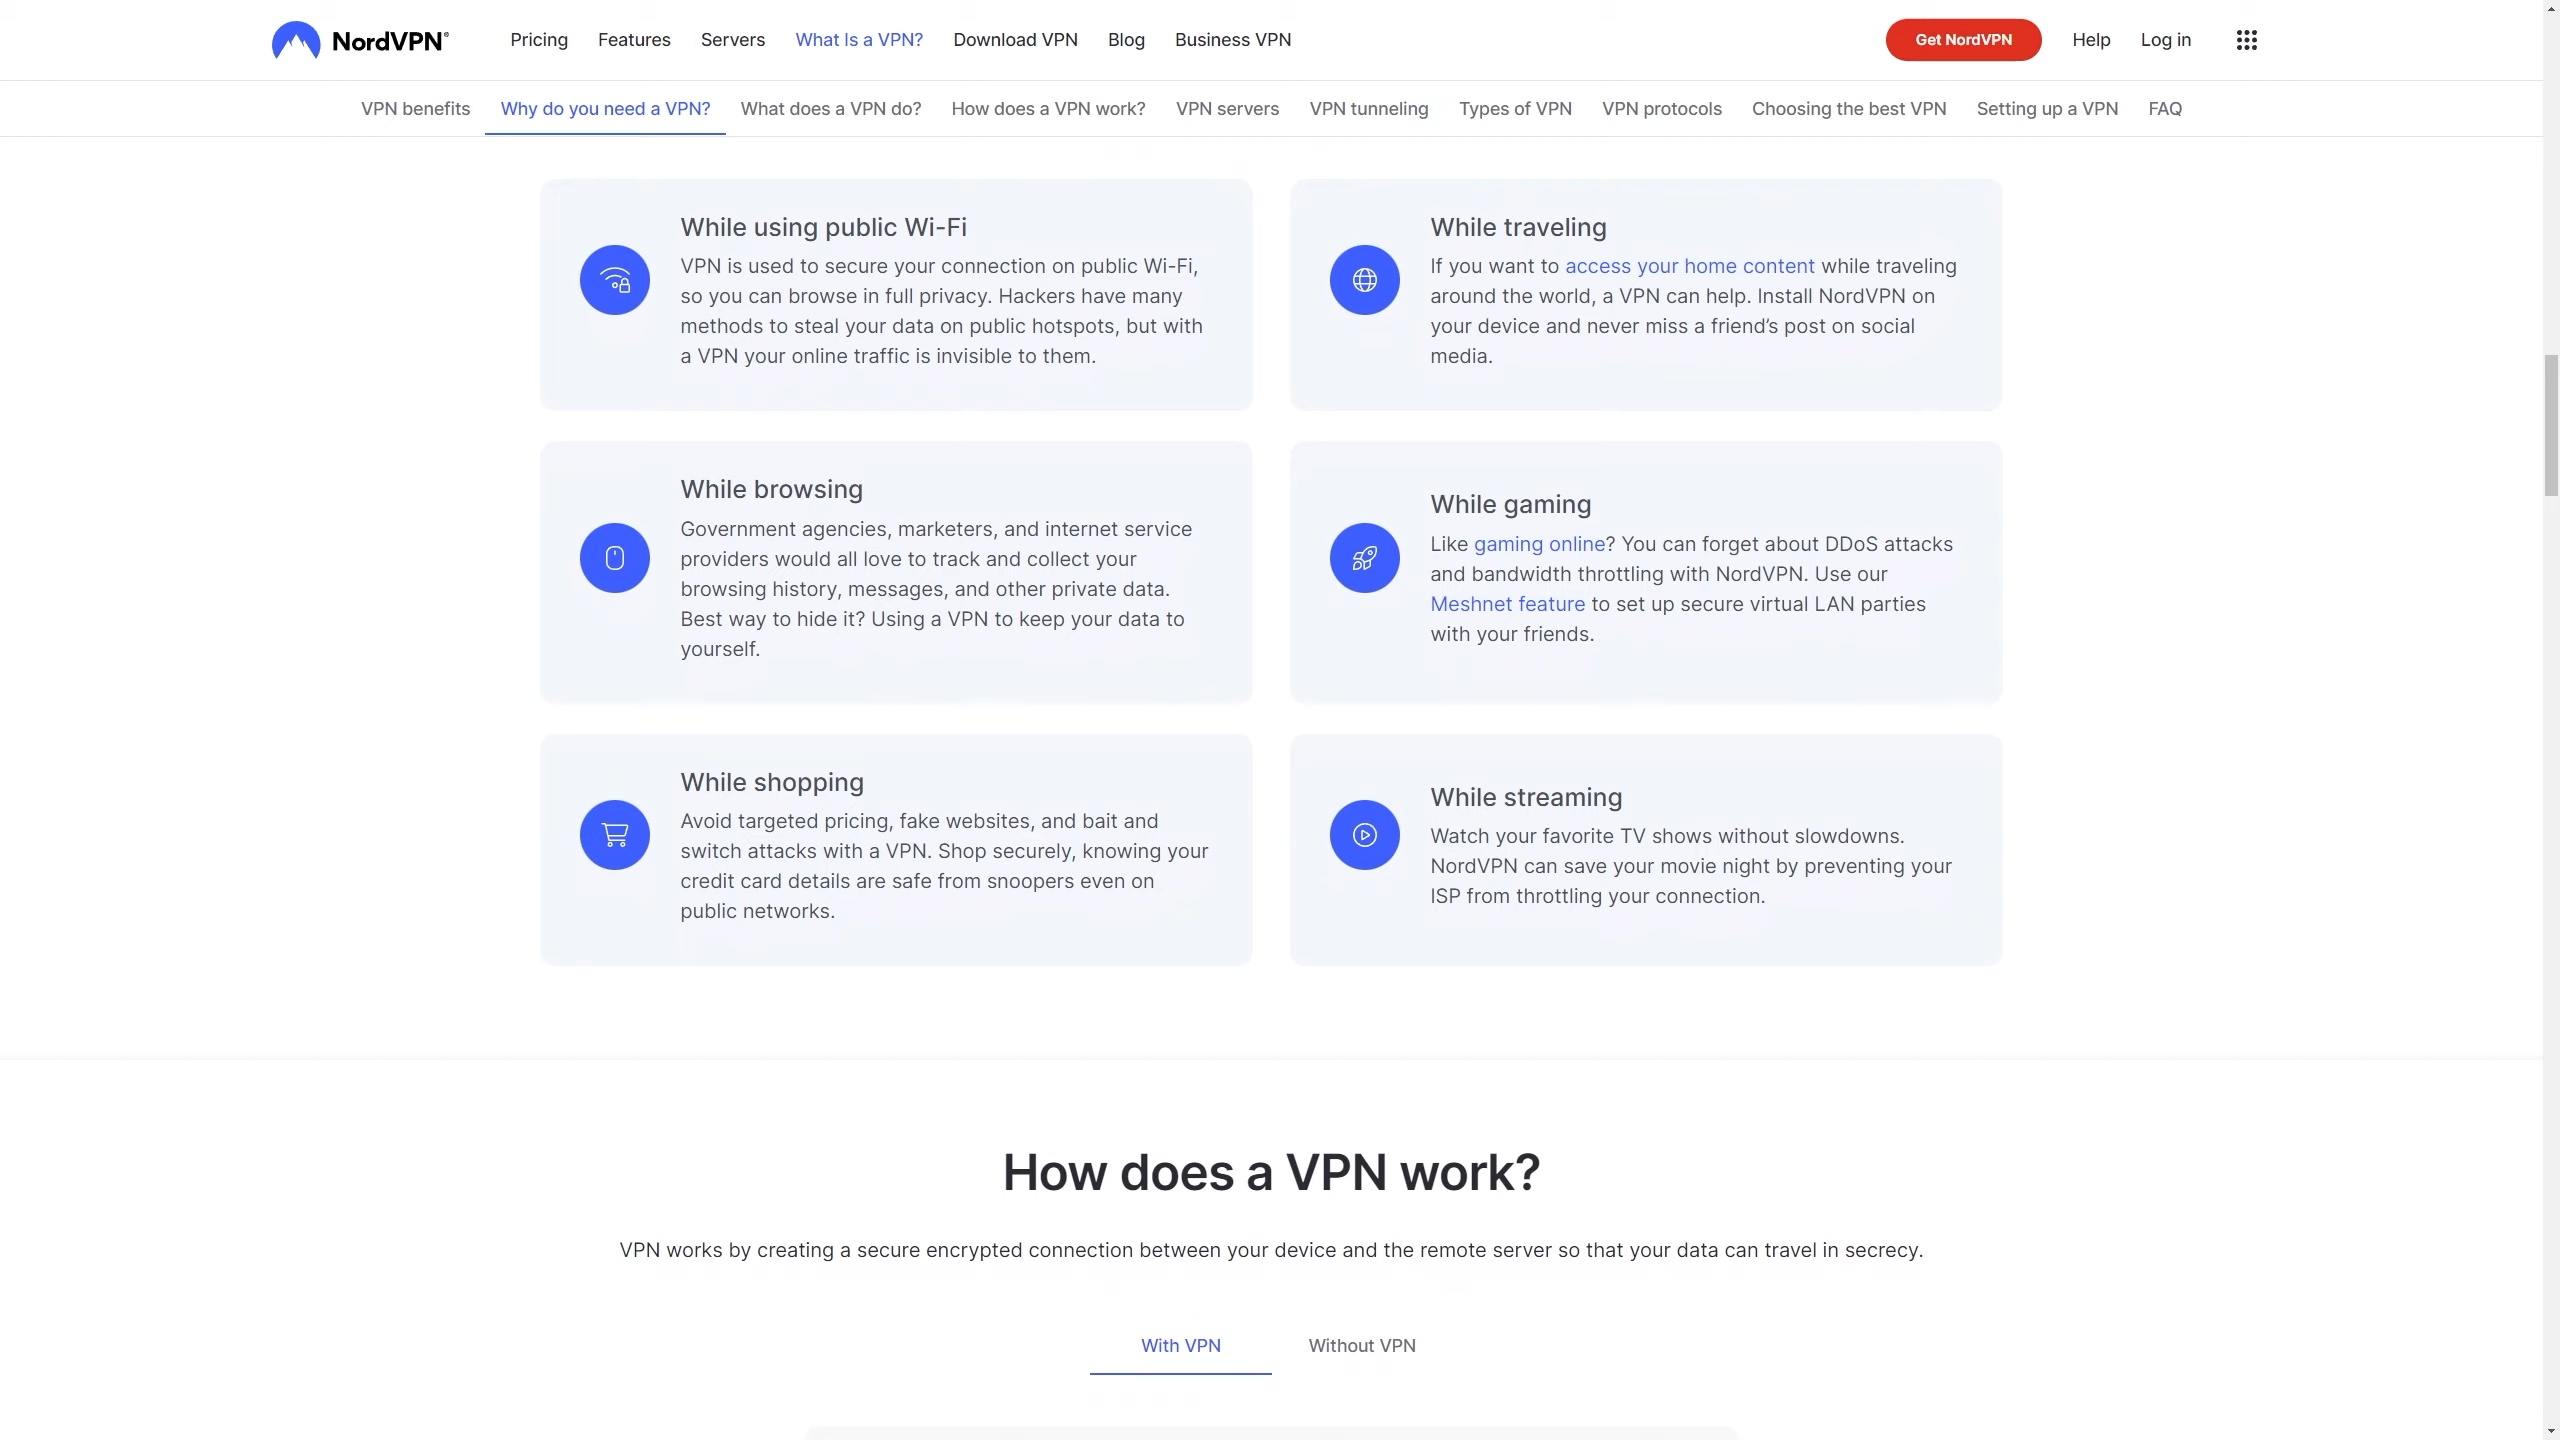 NordVPN®
Pricing
Features
Servers
What Is a VPN?
Download VPN
Blog
Business VPN
Get NordVPN
Help
Log in
VPN benefits
Why do you need a VPN?
What does a VPN do?
How does a VPN work?
VPN servers
VPN tunneling
Types of VPN
VPN protocols
Choosing the best VPN
Setting up a VPN
FAQ
While using public Wi-Fi
VPN is used to secure your connection on public Wi-Fi,
so you can browse in full privacy. Hackers have many
methods to steal your data on public hotspots, but with
a VPN your online traffic is invisible to them.
While traveling
If you want to access your home content while traveling
around the world, a VPN can help. Install NordVPN on
your device and never miss a friend’s post on social
media.
While browsing
Government agencies, marketers, and internet service
providers would all love to track and collect your
browsing history, messages, and other private data.
Best way to hide it? Using a VPN to keep your data to
yourself.
While gaming
Like gaming online? You can forget about DDoS attacks
and bandwidth throttling with NordVPN. Use our
Meshnet feature to set up secure virtual LAN parties
with your friends.
While shopping
Avoid targeted pricing, fake websites, and bait and
switch attacks with a VPN. Shop securely, knowing your
credit card details are safe from snoopers even on
public networks.
While streaming
Watch your favorite TV shows without slowdowns.
NordVPN can save your movie night by preventing your
ISP from throttling your connection.
How does a VPN work?
VPN works by creating a secure encrypted connection between your device and the remote server so that your data can travel in secrecy.
With VPN
Without VPN